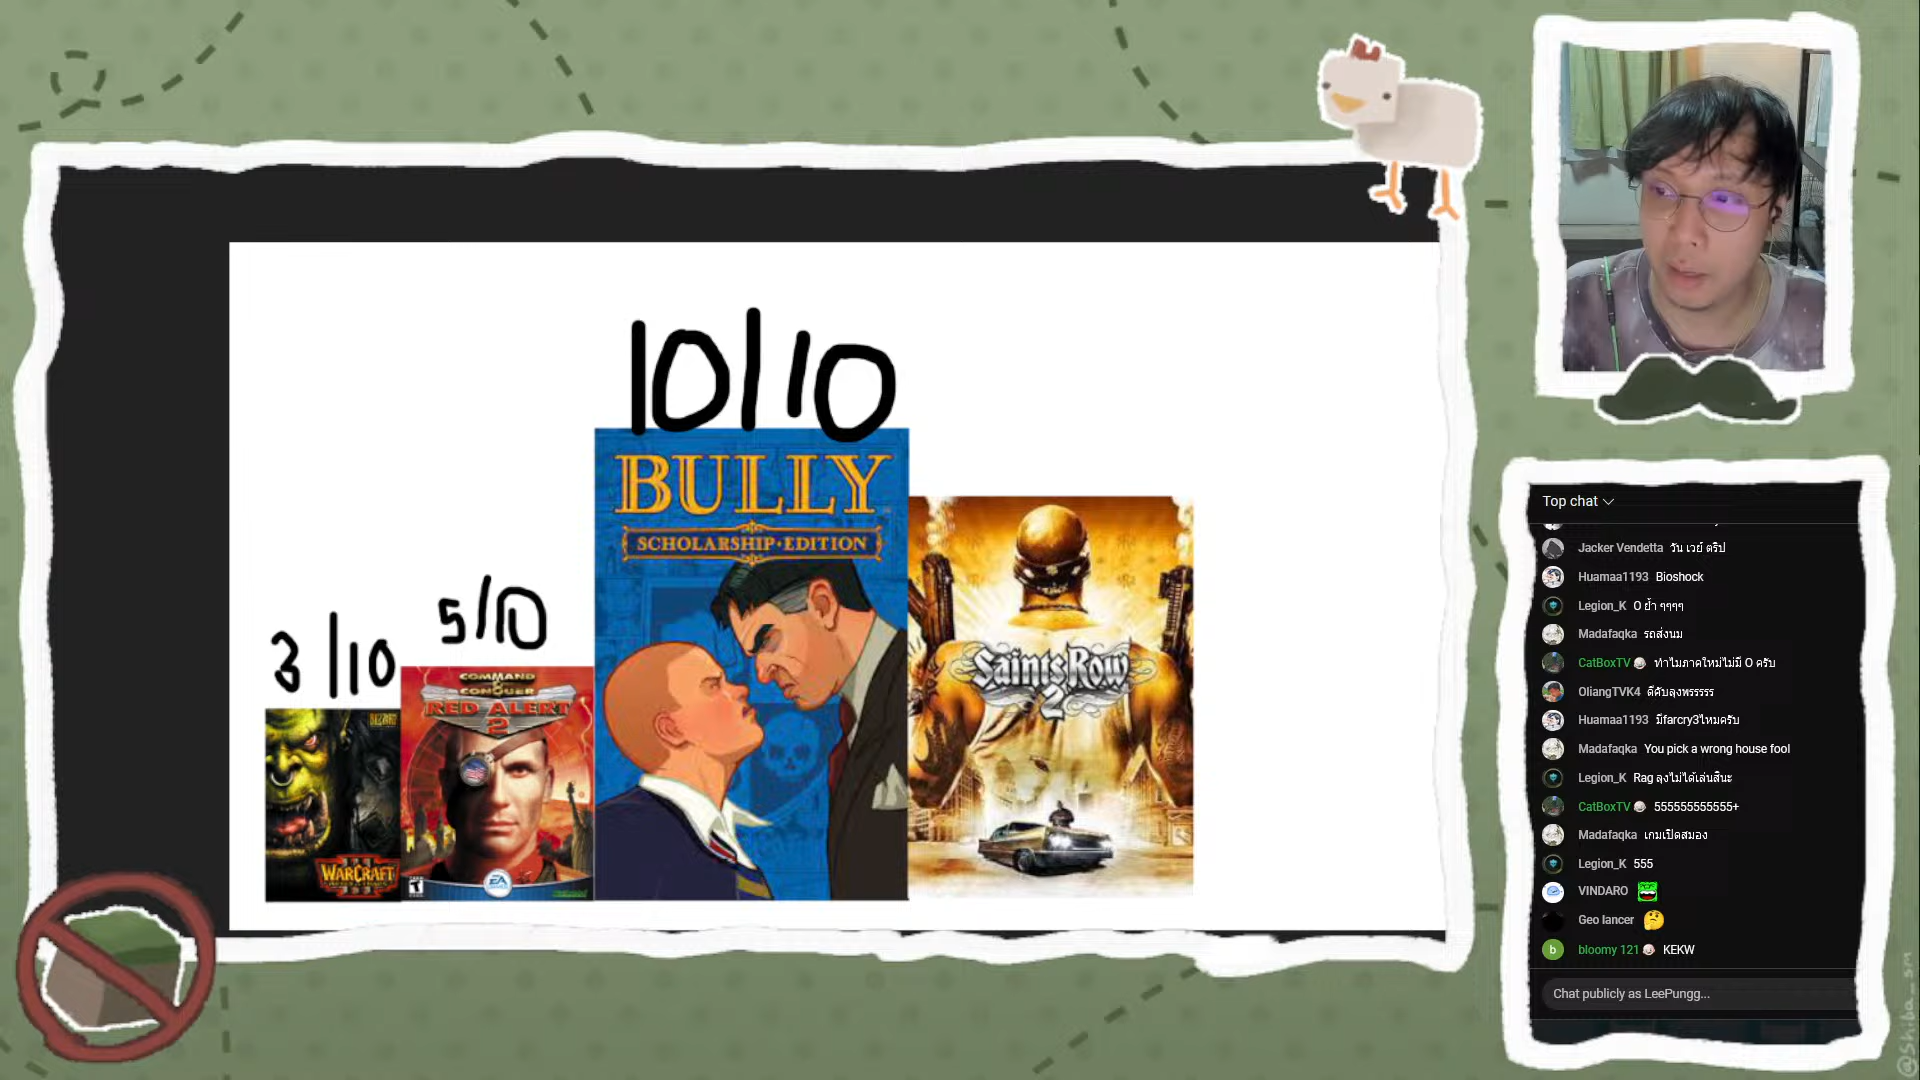 10/10
BULLY
SCHOLARSHIP·EDITION
3/10
5/10
COMMAND
CONQUER
RED ALERT
2
Saints Row
2
WARCRAFT
III
T
EA
Top chat
Jacker Vendetta วัน เวย์ ตริป
Huamaa1193 Bioshock
Legion_K O ย้ำ ๆๆๆๆ
Madafaqka รถส่งนม
CatBoxTV ทำไมภาคใหม่ไม่มี O ครับ
OliangTVK4 ดีคับลุงพรรรรร
Huamaa1193 มีfarcry3ไหมครับ
Madafaqka You pick a wrong house fool
Legion_K Rag ลุงไม่ได้เล่นสินะ
CatBoxTV 555555555555+
Madafaqka เกมเปิดสมอง
Legion_K 555
VINDARO
Geo lancer
b bloomy 121 KEKW
Chat publicly as LeePungg...
@Shiba_sm